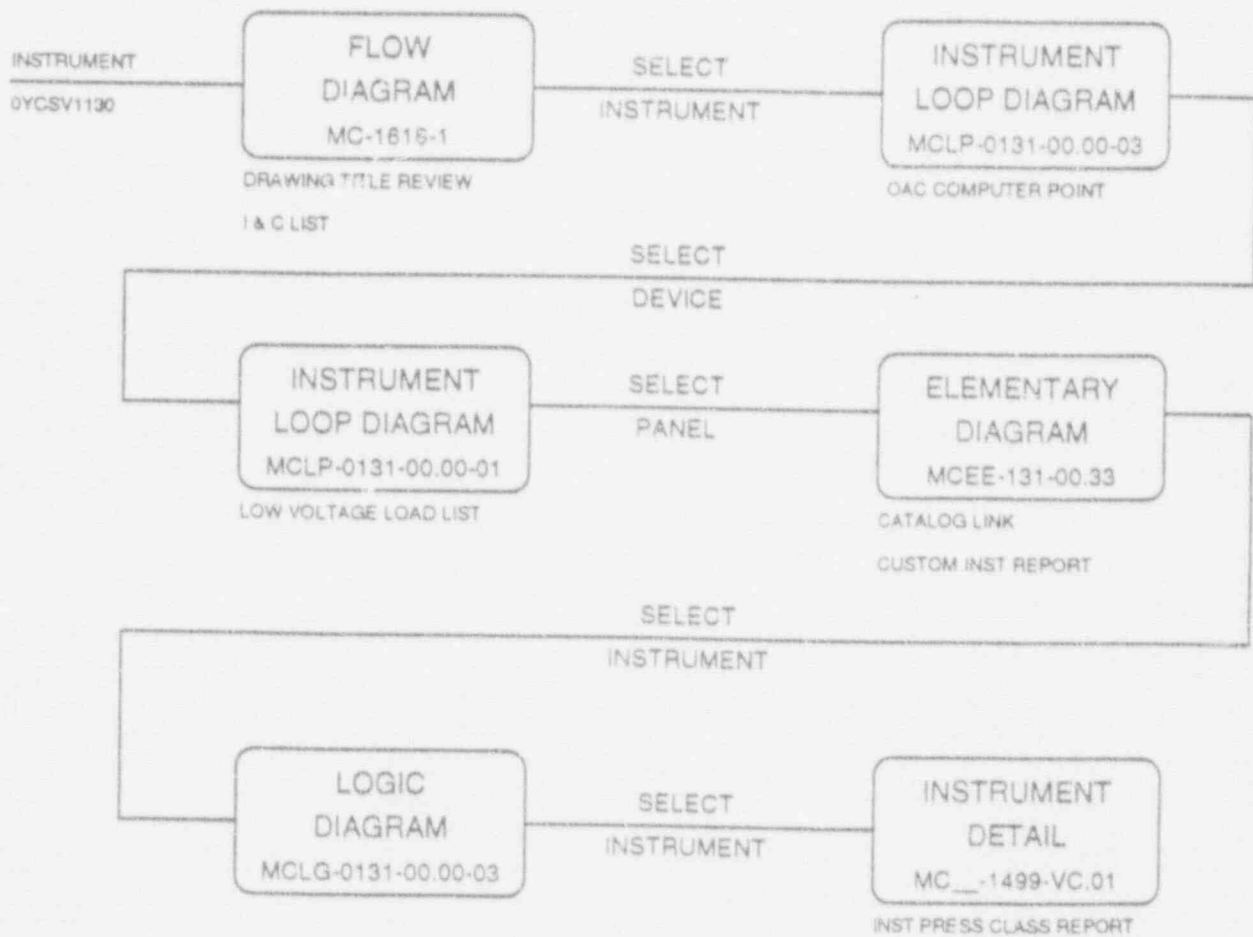 INSTRUMENT
0YCSV1130
FLOW
DIAGRAM
MC-1616-1
DRAWING TITLE REVIEW
I & C LIST
SELECT
INSTRUMENT
INSTRUMENT
LOOP DIAGRAM
MCLP-0131-00.00-03
OAC COMPUTER POINT
SELECT
DEVICE
INSTRUMENT
LOOP DIAGRAM
MCLP-0131-00.00-01
LOW VOLTAGE LOAD LIST
SELECT
PANEL
ELEMENTARY
DIAGRAM
MCEE-131-00.33
CATALOG LINK
CUSTOM INST REPORT
SELECT
INSTRUMENT
LOGIC
DIAGRAM
MCLG-0131-00.00-03
SELECT
INSTRUMENT
INSTRUMENT
DETAIL
MC__-1499-VC.01
INST PRESS CLASS REPORT